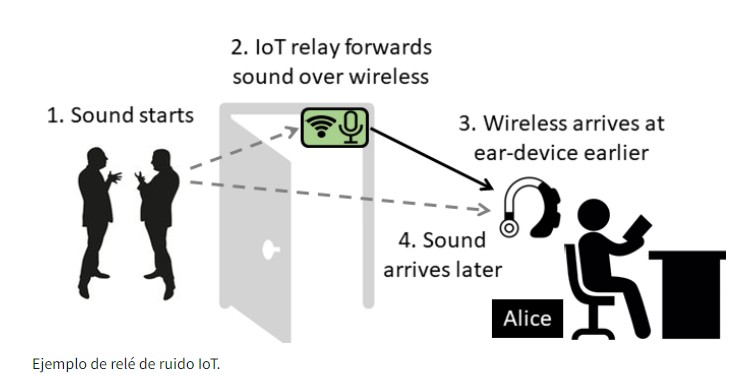 2. IoT relay forwards
sound over wireless
1. Sound starts
3. Wireless arrives at
ear-device earlier
4. Sound
arrives later
Alice
Ejemplo de relé de ruido IoT.